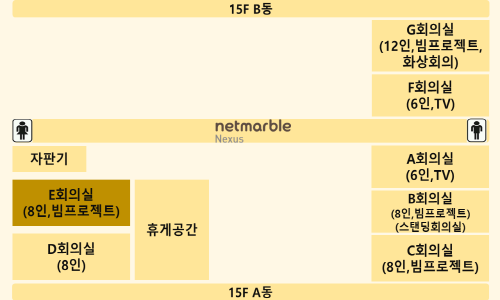 15F B동
G회의실
(12인,빔프로젝트,
화상회의)
F회의실
(6인,TV)
netmarble
Nexus
자판기
A회의실
(6인,TV)
E회의실
(8인,빔프로젝트)
휴게공간
B회의실
(8인,빔프로젝트)
(스탠딩회의실)
D회의실
(8인)
C회의실
(8인,빔프로젝트)
15F A동